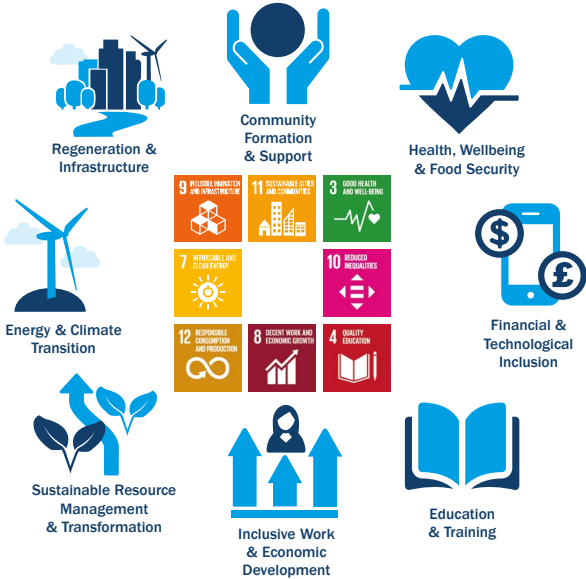 Regeneration &
Infrastructure
Community
Formation
& Support
Health, Wellbeing
& Food Security
9 INDUSTRY, INNOVATION
AND INFRASTRUCTURE
11 SUSTAINABLE CITIES
AND COMMUNITIES
3 GOOD HEALTH
AND WELL-BEING
7 AFFORDABLE AND
CLEAN ENERGY
10 REDUCED
INEQUALITIES
12 RESPONSIBLE
CONSUMPTION
AND PRODUCTION
8 DECENT WORK AND
ECONOMIC GROWTH
4 QUALITY
EDUCATION
Energy & Climate
Transition
$
£
Financial &
Technological
Inclusion
Sustainable Resource
Management
& Transformation
Inclusive Work
& Economic
Development
Education
& Training